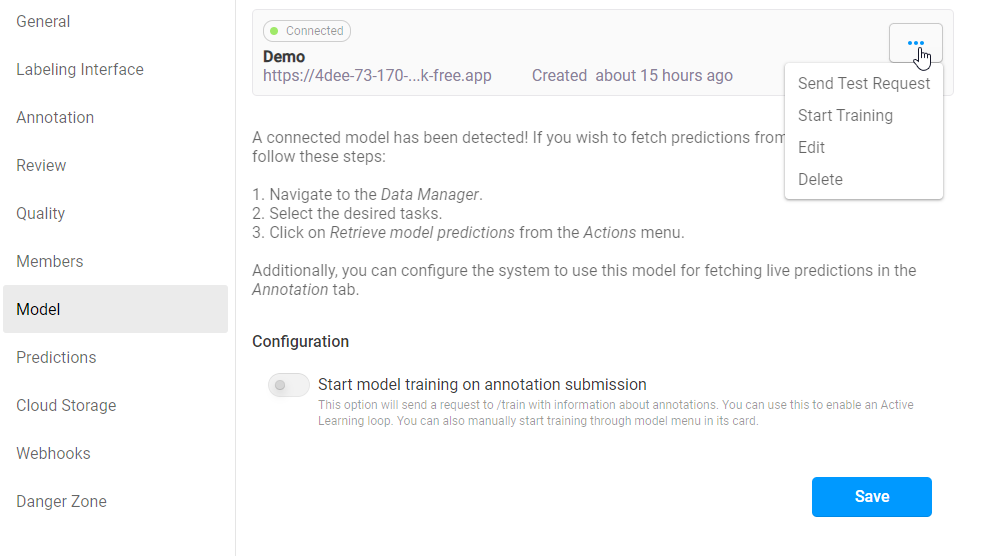 General
Labeling Interface
Annotation
Review
Quality
Members
Model
Predictions
Cloud Storage
Webhooks
Danger Zone
Connected
Demo
https://4dee-73-170-...k-free.app Created about 15 hours ago
Send Test Request
Start Training
Edit
Delete
A connected model has been detected! If you wish to fetch predictions from
follow these steps:
1. Navigate to the Data Manager.
2. Select the desired tasks.
3. Click on Retrieve model predictions from the Actions menu.
Additionally, you can configure the system to use this model for fetching live predictions in the
Annotation tab.
Configuration
Start model training on annotation submission
This option will send a request to /train with information about annotations. You can use this to enable an Active
Learning loop. You can also manually start training through model menu in its card.
Save